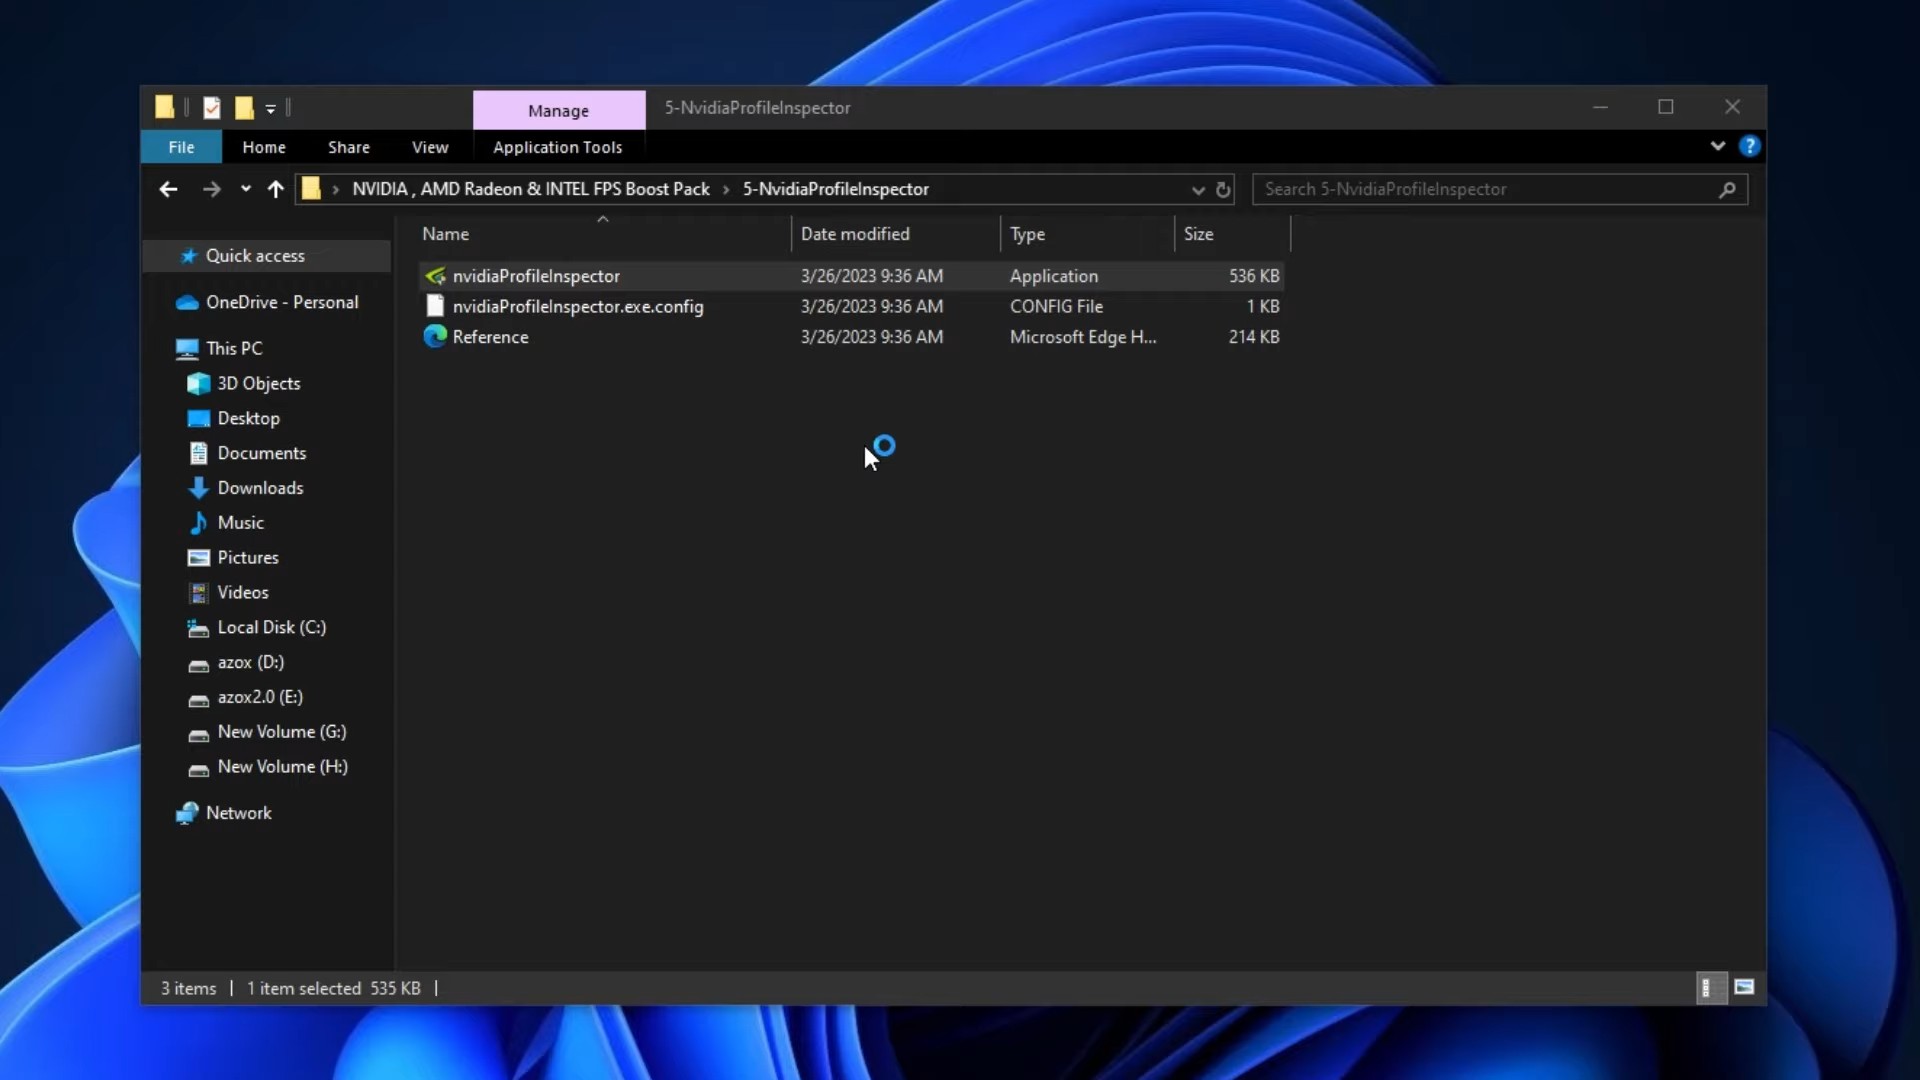 Manage
5-NvidiaProfileInspector
File
Home
Share
View
Application Tools
NVIDIA , AMD Radeon & INTEL FPS Boost Pack > 5-NvidiaProfileInspector
Search 5-NvidiaProfileInspector
Name
Date modified
Type
Size
nvidiaProfileInspector 3/26/2023 9:36 AM Application 536 KB
nvidiaProfileInspector.exe.config 3/26/2023 9:36 AM CONFIG File 1 KB
Reference 3/26/2023 9:36 AM Microsoft Edge H... 214 KB
Quick access
OneDrive - Personal
This PC
3D Objects
Desktop
Documents
Downloads
Music
Pictures
Videos
Local Disk (C:)
azox (D:)
azox2.0 (E:)
New Volume (G:)
New Volume (H:)
Network
3 items
1 item selected 535 KB